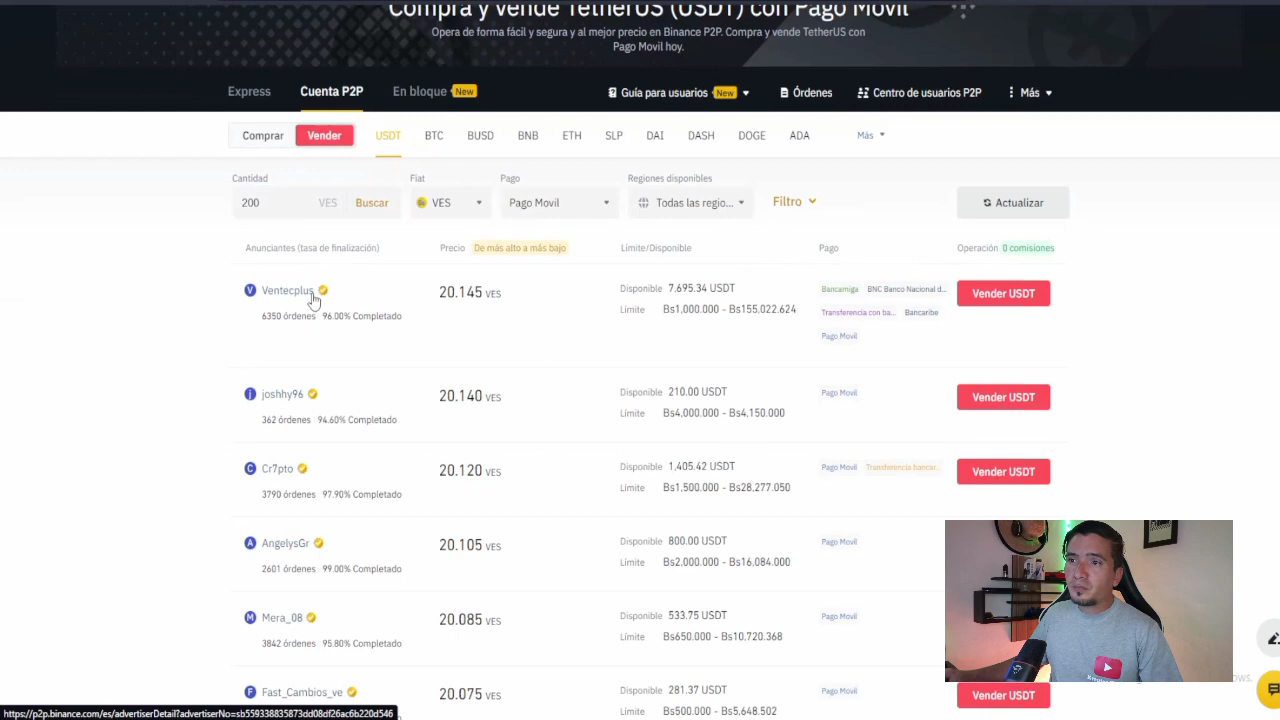 Compra y vende TetherUS (USDT) con Pago Móvil
Opera de forma fácil y segura y al mejor precio en Binance P2P. Compra y vende TetherUS con
Pago Movil hoy.
Express Cuenta P2P En bloque New Guía para usuarios New Órdenes Centro de usuarios P2P Más
Comprar Vender USDT BTC BUSD BNB ETH SLP DAI DASH DOGE ADA Más
Cantidad Fiat Pago Regiones disponibles
200 VES Buscar VES Pago Movil Todas las regio... Filtro Actualizar
Anunciantes (tasa de finalización) Precio De más alto a más bajo Límite/Disponible Pago Operación 0 comisiones
V Ventecplus 20.145 VES Disponible 7,695.34 USDT Bancamiga BNC Banco Nacional d... Vender USDT
6350 órdenes 96.00% Completado Límite Bs1,000.000 - Bs155,022.624 Transferencia con ba... Bancaribe
Pago Movil
j joshhy96 20.140 VES Disponible 210.00 USDT Pago Movil Vender USDT
362 órdenes 94.60% Completado Límite Bs4,000.000 - Bs4,150.000
C Cr7pto 20.120 VES Disponible 1,405.42 USDT Pago Movil Transferencia bancar... Vender USDT
3790 órdenes 97.90% Completado Límite Bs1,500.000 - Bs28,277.050
A AngelysGr 20.105 VES Disponible 800.00 USDT Pago Movil
2601 órdenes 99.00% Completado Límite Bs2,000.000 - Bs16,084.000
M Mera_08 20.085 VES Disponible 533.75 USDT Pago Movil
3842 órdenes 95.80% Completado Límite Bs650.000 - Bs10,720.368
F Fast_Cambios_ve 20.075 VES Disponible 281.37 USDT Pago Movil Vender USDT
Límite Bs500.000 - Bs5,648.502
https://p2p.binance.com/es/advertiserDetail?advertiserNo=sb559338835873dd08df26ac6b220d546